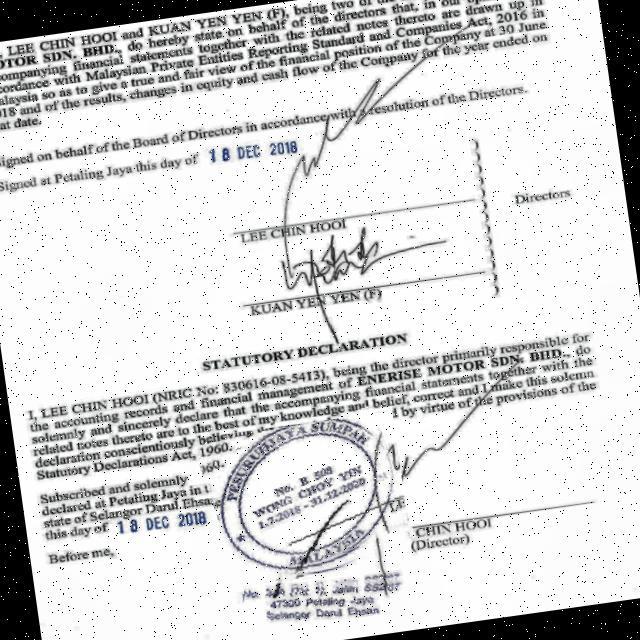 LEE CHIN HOOI and KUAN YEN YEN (F), being two of
MOTOR SDN. BHD., do hereby state on behalf of the directors that, in our
accompanying financial statements together with the related notes thereto are drawn up in
accordance with Malaysian Private Entities Reporting Standard and Companies Act, 2016 in
Malaysia so as to give a true and fair view of the financial position of the Company at 30 June
2018 and of the results, changes in equity and cash flow of the Company for the year ended on
that date.
Signed on behalf of the Board of Directors in accordance with resolution of the Directors.
Signed at Petaling Jaya this day of 18 DEC 2018
Directors
LEE CHIN HOOI
KUAN YEN YEN (F)
STATUTORY DECLARATION
I, LEE CHIN HOOI (NRIC No: 830616-08-5413), being the director primarily responsible for
the accounting records and financial management of ENERISE MOTOR SDN. BHD., do
solemnly and sincerely declare that the accompanying financial statements together with the
related notes thereto are to the best of my knowledge and belief, correct and I make this solemn
declaration conscientiously believing by virtue of the provisions of the
Statutory Declarations Act, 1960.
Subscribed and solemnly
declared at Petaling Jaya in
state of Selangor Darul Ehsan
this day of 18 DEC 2018
Before me,
PESURUHJAYA SUMPAH
No. B 508
WONG CHOY YIN
1.7.2016 - 31.12.2018
MALAYSIA
CHIN HOOI
(Director)
47300 Petaling Jaya
Selangor Darul Ehsan